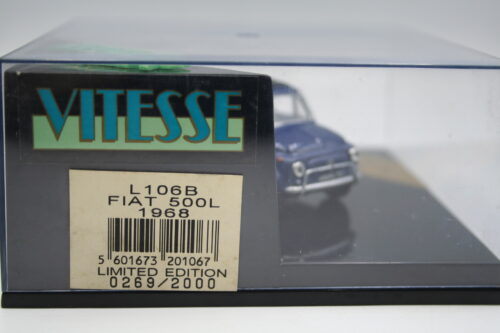 VITESSE
L106B
FIAT 500L
1968
5 601673 201067
LIMITED EDITION
0269/2000